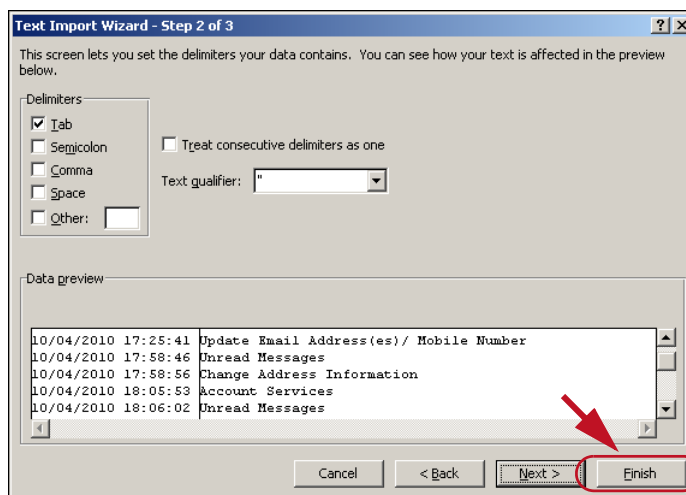 Text Import Wizard - Step 2 of 3
This screen lets you set the delimiters your data contains. You can see how your text is affected in the preview
below.
Delimiters
Tab
Semicolon
Comma
Space
Other:
Treat consecutive delimiters as one
Text qualifier: "
Data preview
10/04/2010 17:25:41 Update Email Address(es)/ Mobile Number
10/04/2010 17:58:46 Unread Messages
10/04/2010 17:58:56 Change Address Information
10/04/2010 18:05:53 Account Services
10/04/2010 18:06:02 Unread Messages
Cancel < Back Next > Finish